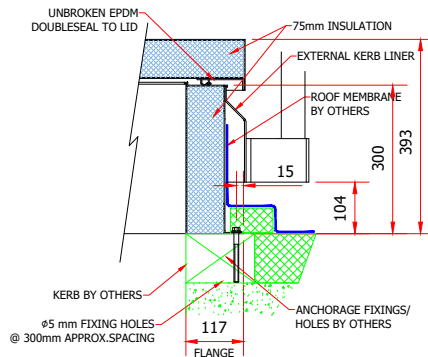 UNBROKEN EPDM
DOUBLESEAL TO LID
75mm INSULATION
EXTERNAL KERB LINER
ROOF MEMBRANE
BY OTHERS
15
104
300
393
KERB BY OTHERS
ø5 mm FIXING HOLES
@ 300mm APPROX.SPACING
ANCHORAGE FIXINGS/
HOLES BY OTHERS
117
FLANGE